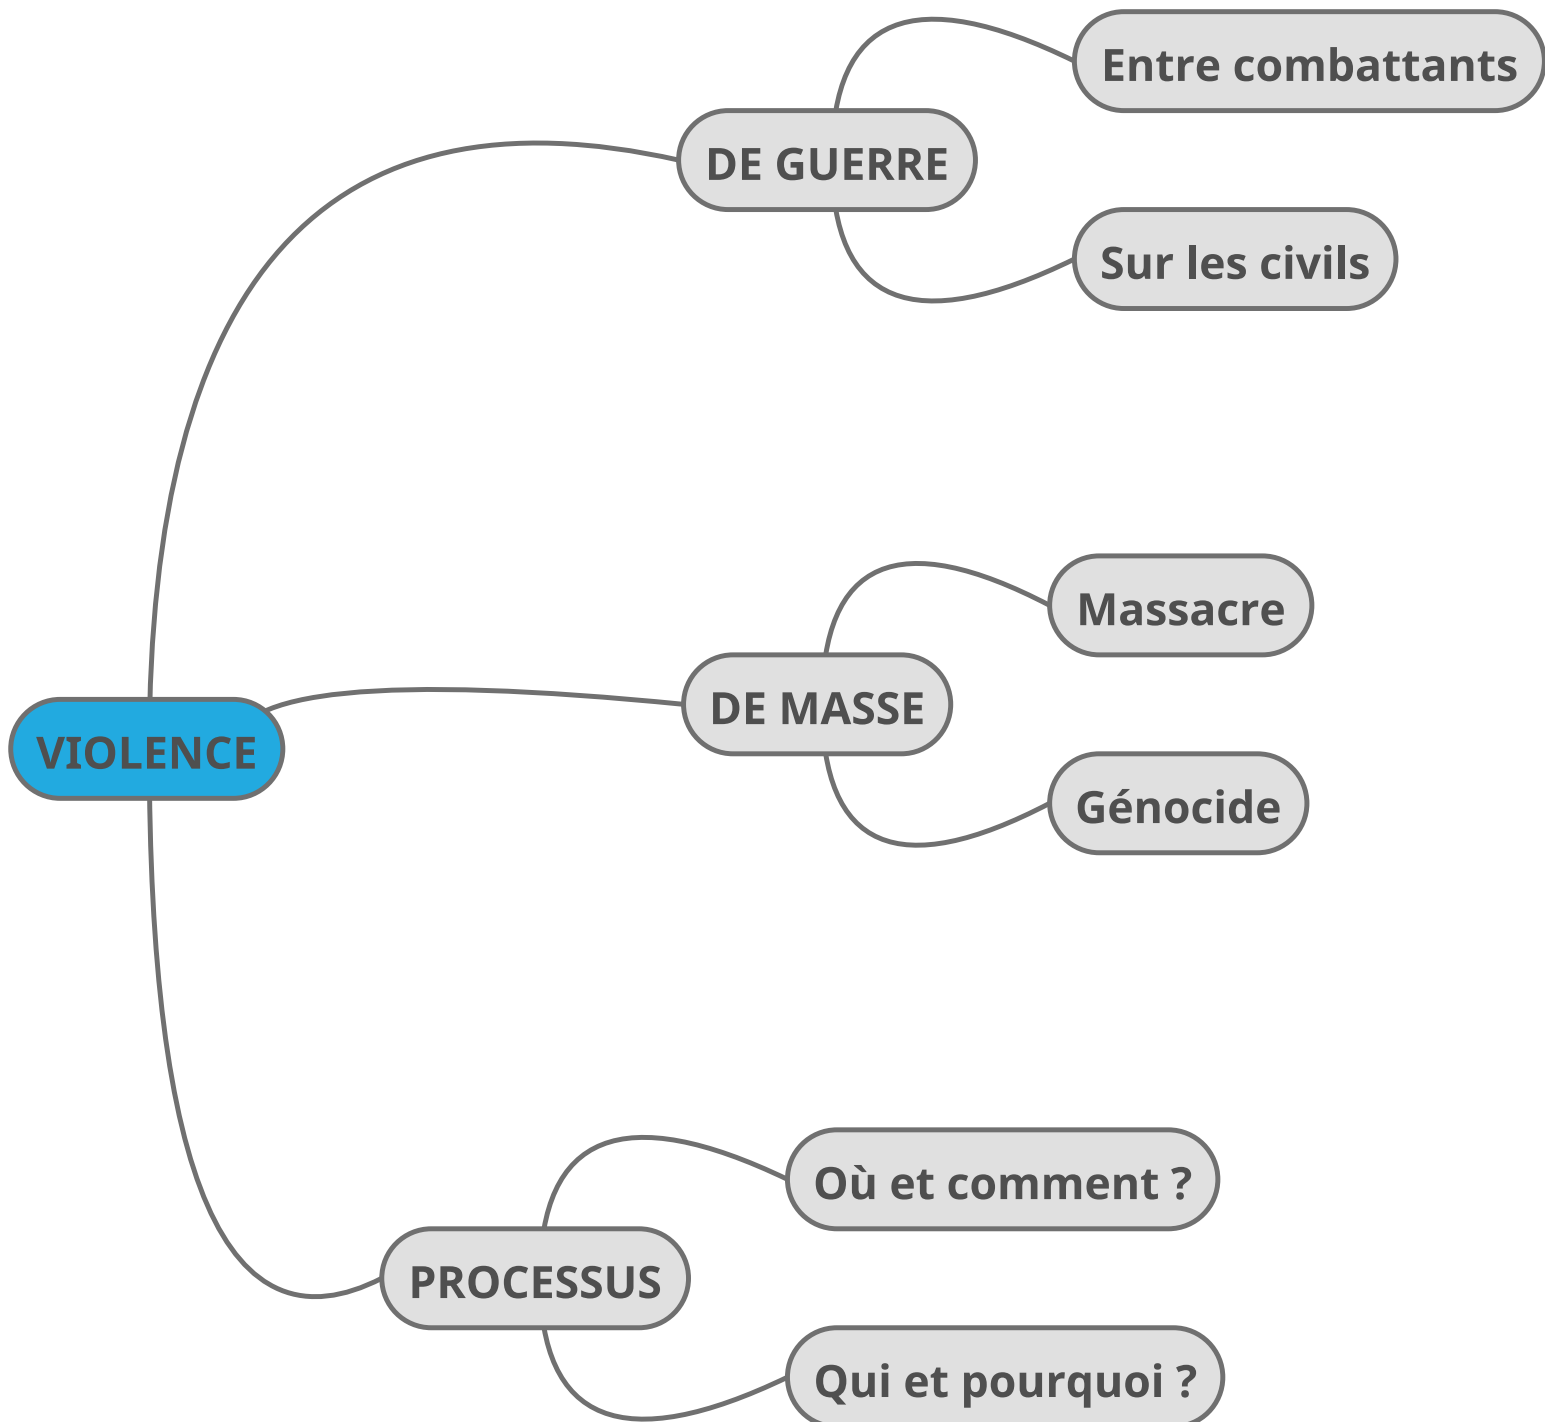 Entre combattants
DE GUERRE
Sur les civils
Massacre
DE MASSE
VIOLENCE
Génocide
Où et comment ?
PROCESSUS
Qui et pourquoi ?